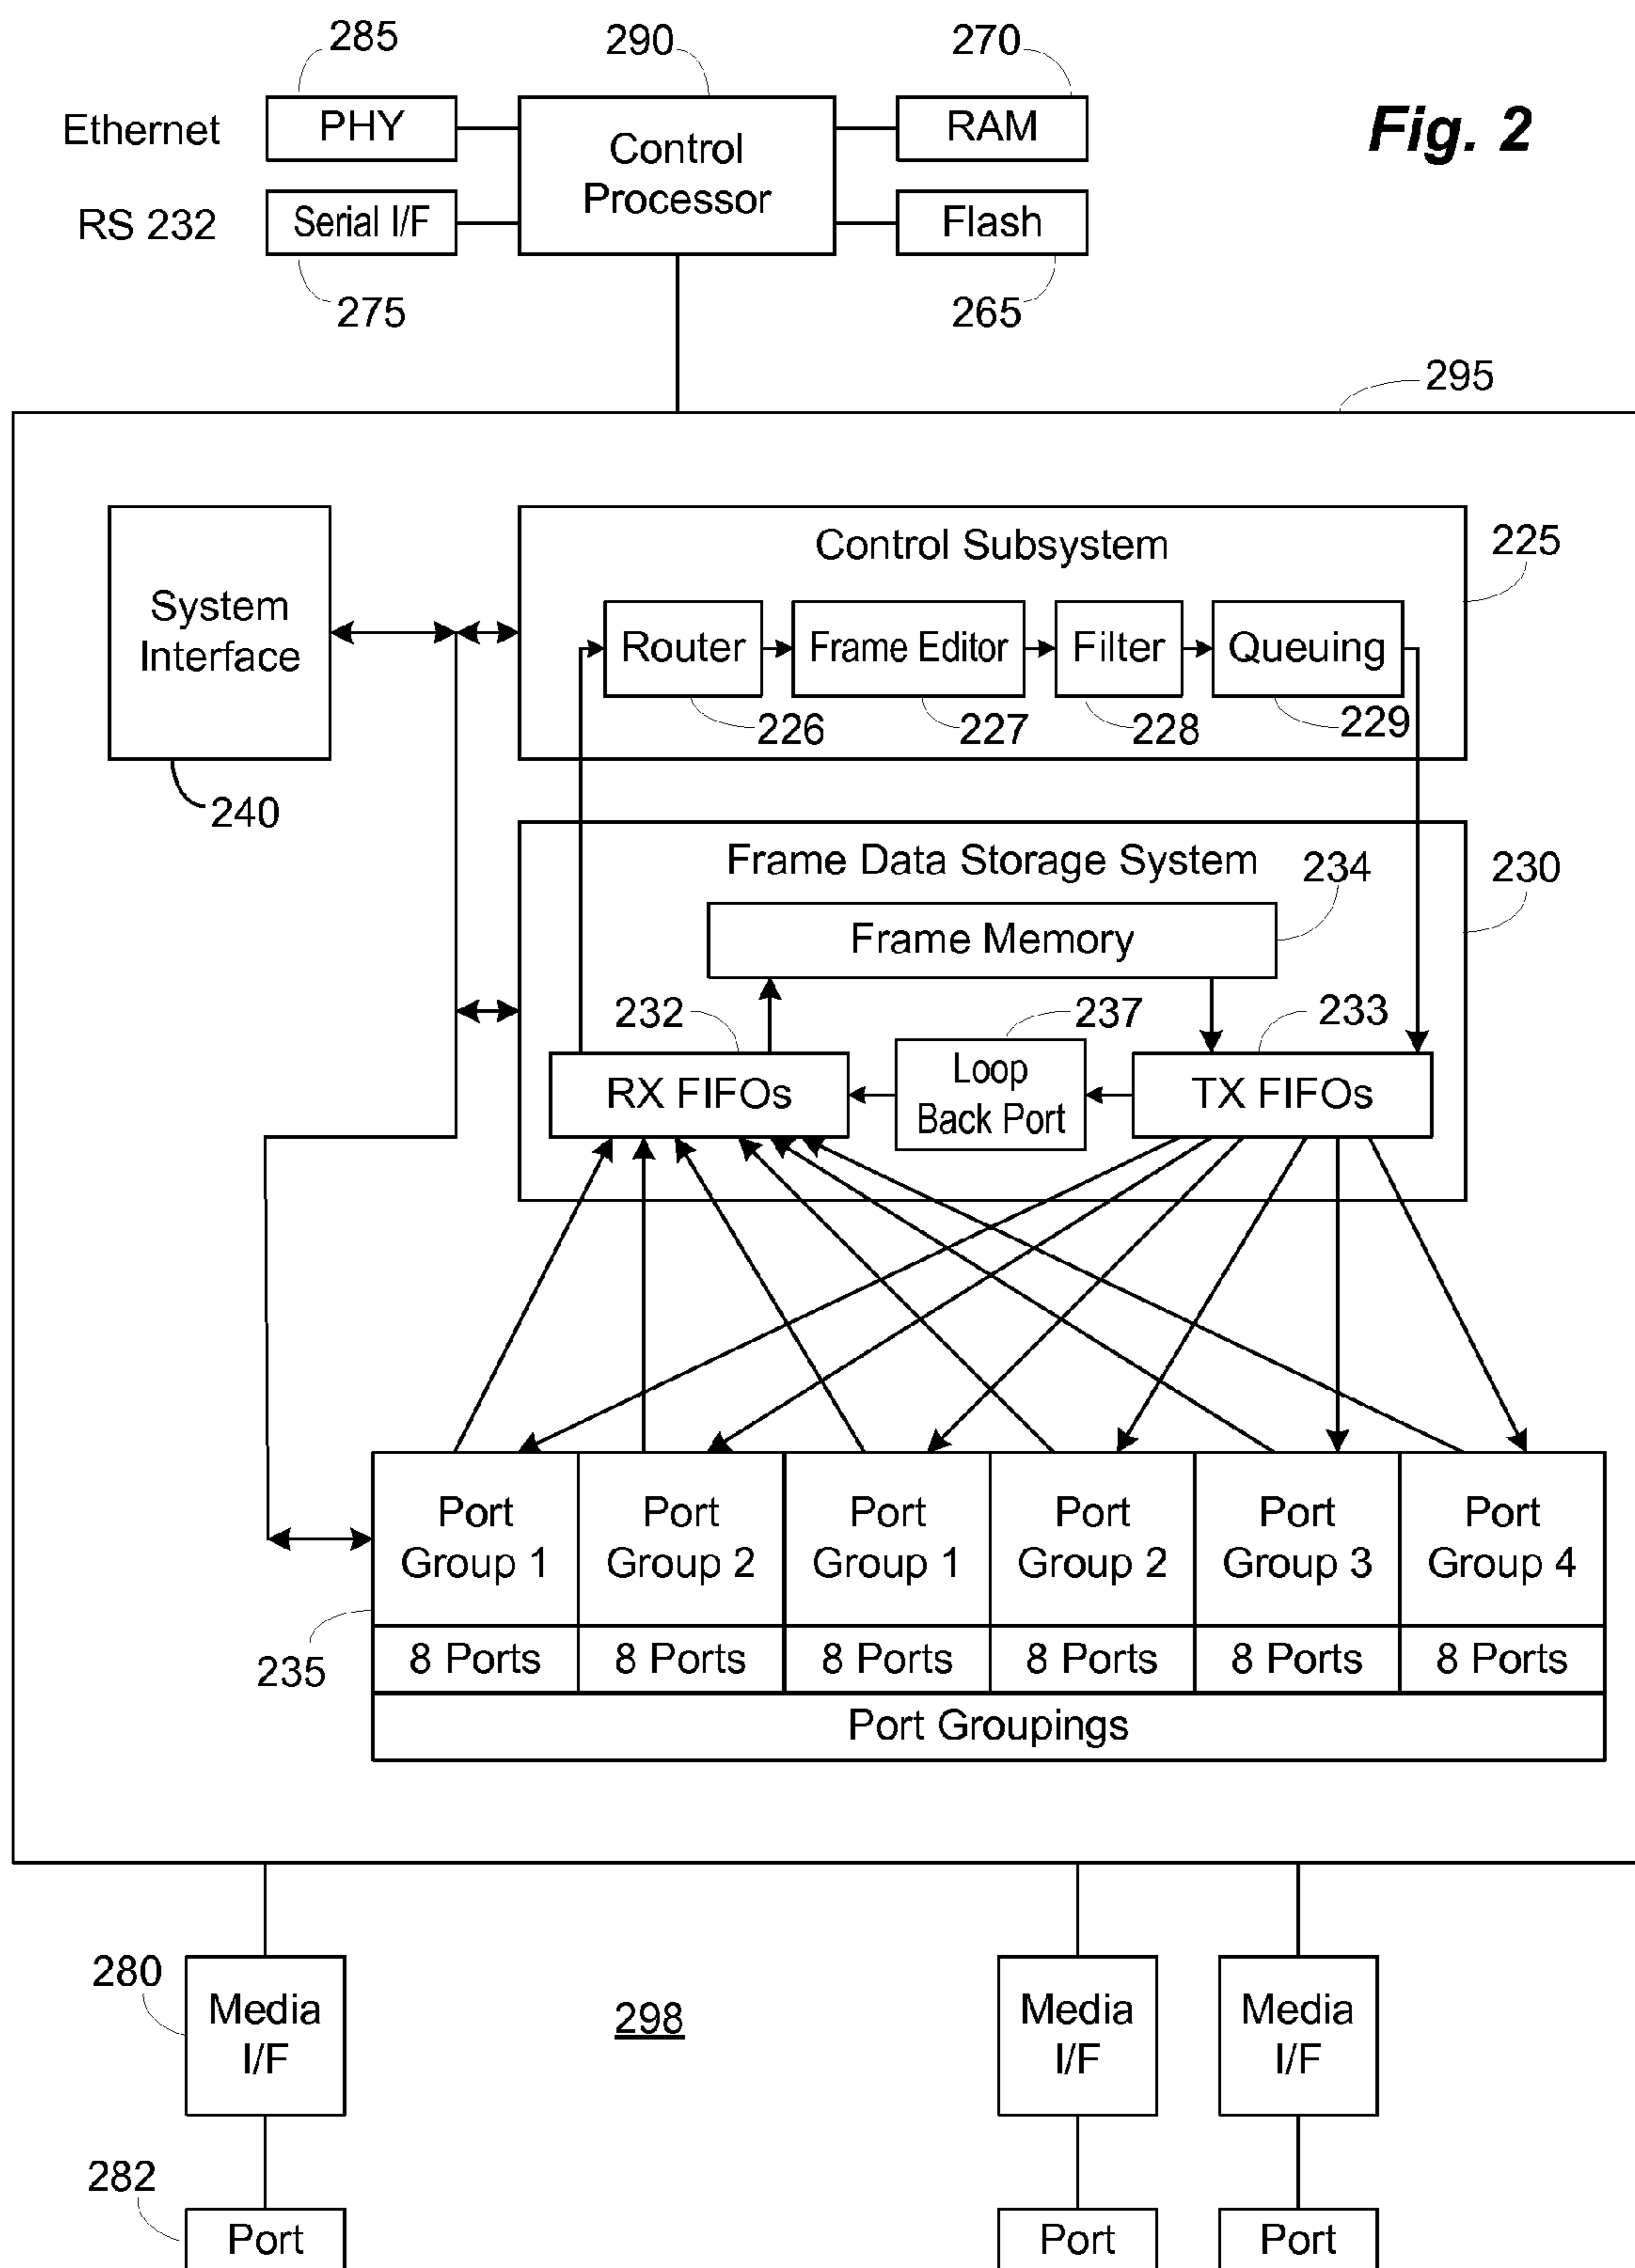 285
290
270
Fig. 2
Ethernet
PHY
Control
Processor
RAM
RS 232
Serial I/F
Flash
275
265
295
System
Interface
240
Control Subsystem
225
Router
Frame Editor
Filter
Queuing
226
227
228
229
Frame Data Storage System
234
230
Frame Memory
232
237
233
RX FIFOs
Loop
Back Port
TX FIFOs
Port
Group 1
Port
Group 2
Port
Group 1
Port
Group 2
Port
Group 3
Port
Group 4
235
8 Ports
8 Ports
8 Ports
8 Ports
8 Ports
8 Ports
Port Groupings
280
Media
I/F
298
Media
I/F
Media
I/F
282
Port
Port
Port